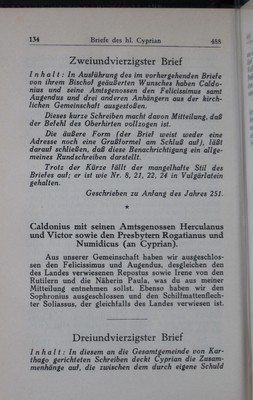 134 Briefe des hl. Cyprian 488
Zweiundvierzigster Brief
Inhalt: In Ausführung des im vorhergehenden Briefe
von ihrem Bischof geäußerten Wunsches haben Caldo-
nius und seine Amtsgenossen den Felicissimus samt
Augendus und drei anderen Anhängern aus der kirch-
lichen Gemeinschaft ausgestoßen.
Dieses kurze Schreiben macht davon Mitteilung, daß
der Befehl des Oberhirten vollzogen ist.
Die äußere Form (der Brief weist weder eine
Adresse noch eine Grußformel am Schluß auf), läßt
darauf schließen, daß diese Benachrichtigung ein allge-
meines Rundschreiben darstellt.
Trotz der Kürze fällt der mangelhafte Stil des
Briefes auf; er ist wie Nr. 8, 21, 22, 24 in Vulgärlatein
gehalten.
Geschrieben zu Anfang des Jahres 251.
*
Caldonius mit seinen Amtsgenossen Herculanus
und Victor sowie den Presbytern Rogatianus und
Numidicus (an Cyprian).
Aus unserer Gemeinschaft haben wir ausgeschlos-
sen den Felicissimus und Augendus, desgleichen den
des Landes verwiesenen Repostus sowie Irene von den
Rutilern und die Näherin Paula, was du aus meiner
Mitteilung entnehmen sollst. Ebenso haben wir den
Sophronius ausgeschlossen und den Schilfmattenflech-
ter Soliassus, der gleichfalls des Landes verwiesen ist.
Dreiundvierzigster Brief
Inhalt: In diesem an die Gesamtgemeinde von Kar-
thago gerichteten Schreiben deckt Cyprian die Zusam-
menhänge auf, die zwischen dem durch eigene Schuld